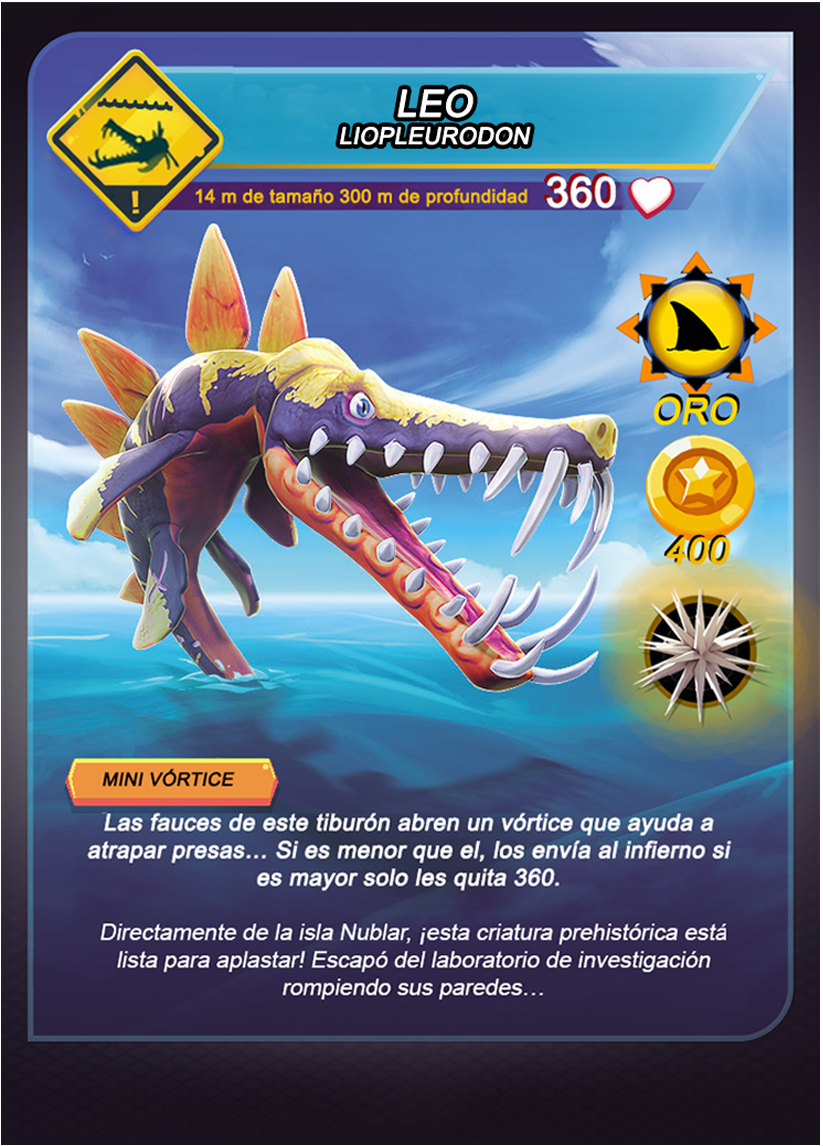 LEO
LIOPLEURODON
14 m de tamaño 300 m de profundidad 360
!
ORO
400
MINI VÓRTICE
Las fauces de este tiburón abren un vórtice que ayuda a
atrapar presas... Si es menor que el, los envía al infierno si
es mayor solo les quita 360.
Directamente de la isla Nublar, ¡esta criatura prehistórica está
lista para aplastar! Escapó del laboratorio de investigación
rompiendo sus paredes...